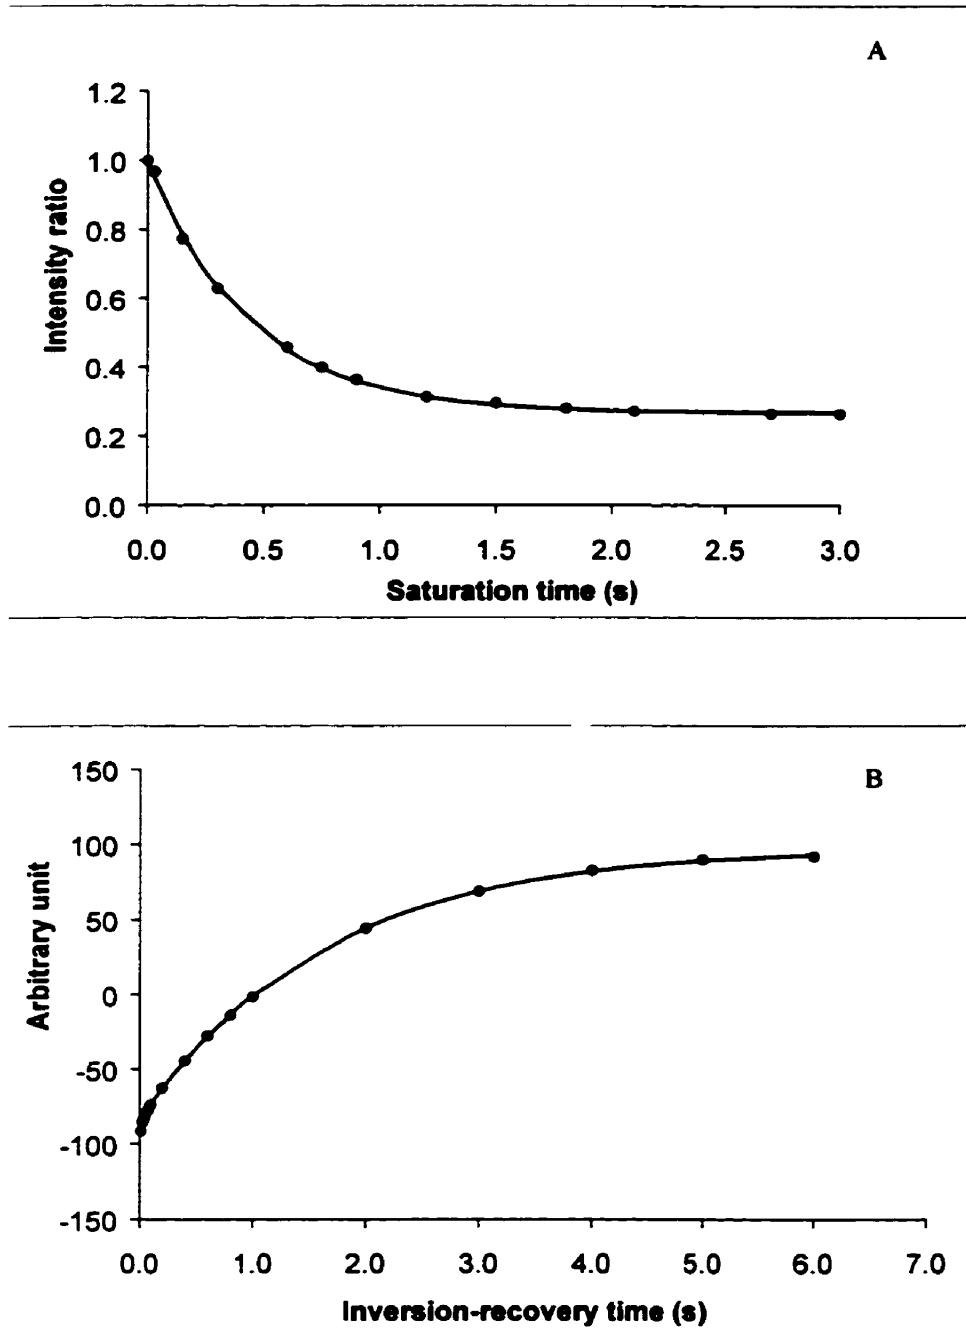 A
1.2
1.0
0.8
0.6
0.4
0.2
0.0
Intensity ratio
0.0 0.5 1.0 1.5 2.0 2.5 3.0
Saturation time (s)
B
150
100
50
0
-50
-100
-150
Arbitrary unit
0.0 1.0 2.0 3.0 4.0 5.0 6.0 7.0
Inversion-recovery time (s)